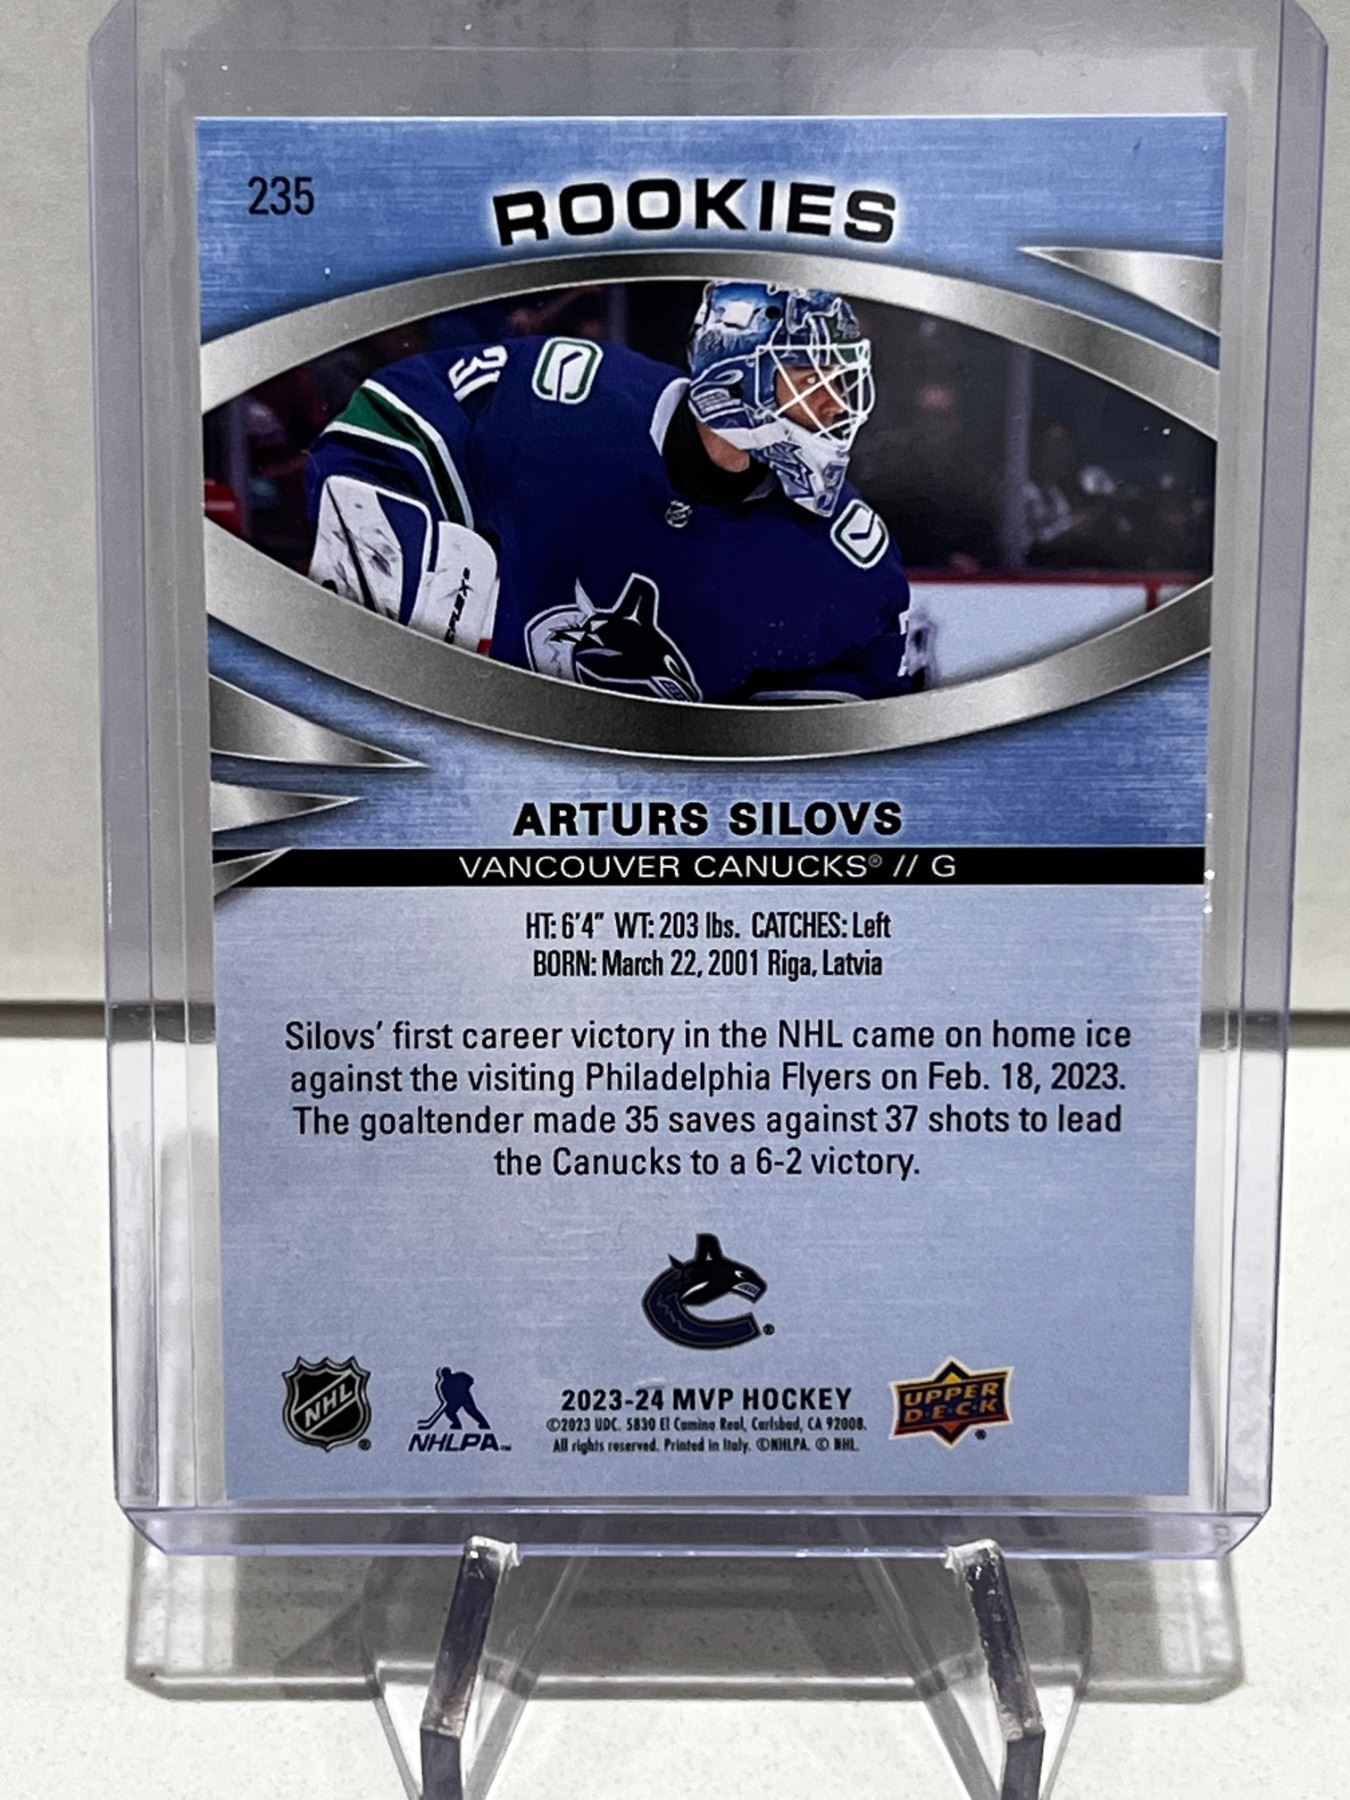 235
ROOKIES
31
ARTURS SILOVS
VANCOUVER CANUCKS® // G
HT: 6'4" WT: 203 lbs. CATCHES: Left
BORN: March 22, 2001 Riga, Latvia
Silovs' first career victory in the NHL came on home ice
against the visiting Philadelphia Flyers on Feb. 18, 2023.
The goaltender made 35 saves against 37 shots to lead
the Canucks to a 6-2 victory.
NHL
NHLPA
2023-24 MVP HOCKEY
©2023 UDC. 5830 El Camino Real, Carlsbad, CA 92008.
All rights reserved. Printed in Italy. ©NHLPA. © NHL.
UPPER
DECK